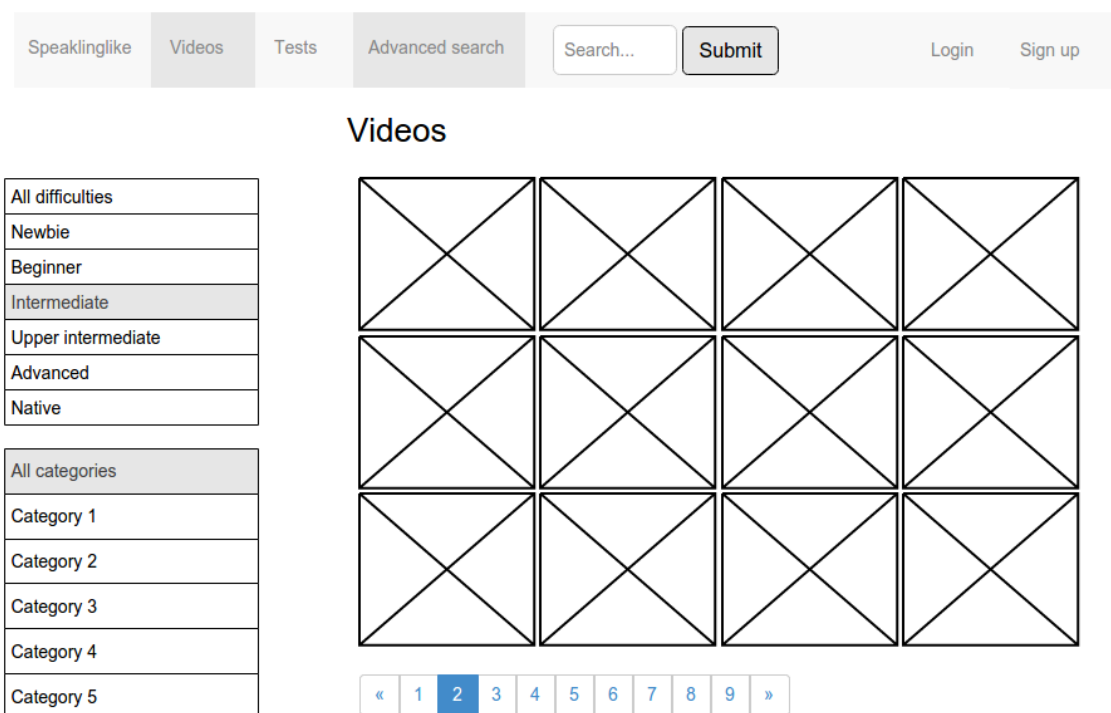 Speaklinglike Videos Tests Advanced search Search... Submit Login Sign up
Videos
All difficulties
Newbie
Beginner
Intermediate
Upper intermediate
Advanced
Native
All categories
Category 1
Category 2
Category 3
Category 4
Category 5
« 1 2 3 4 5 6 7 8 9 »